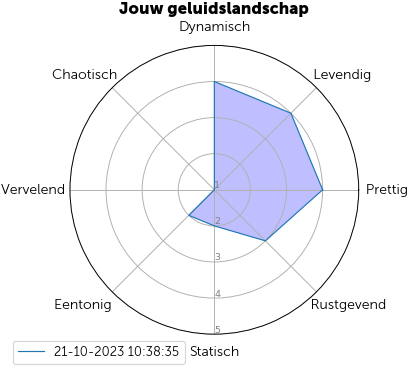 Jouw geluidslandschap
Dynamisch
Chaotisch
Levendig
Vervelend
1
Prettig
2
3
4
Eentonig
Rustgevend
5
21-10-2023 10:38:35
Statisch